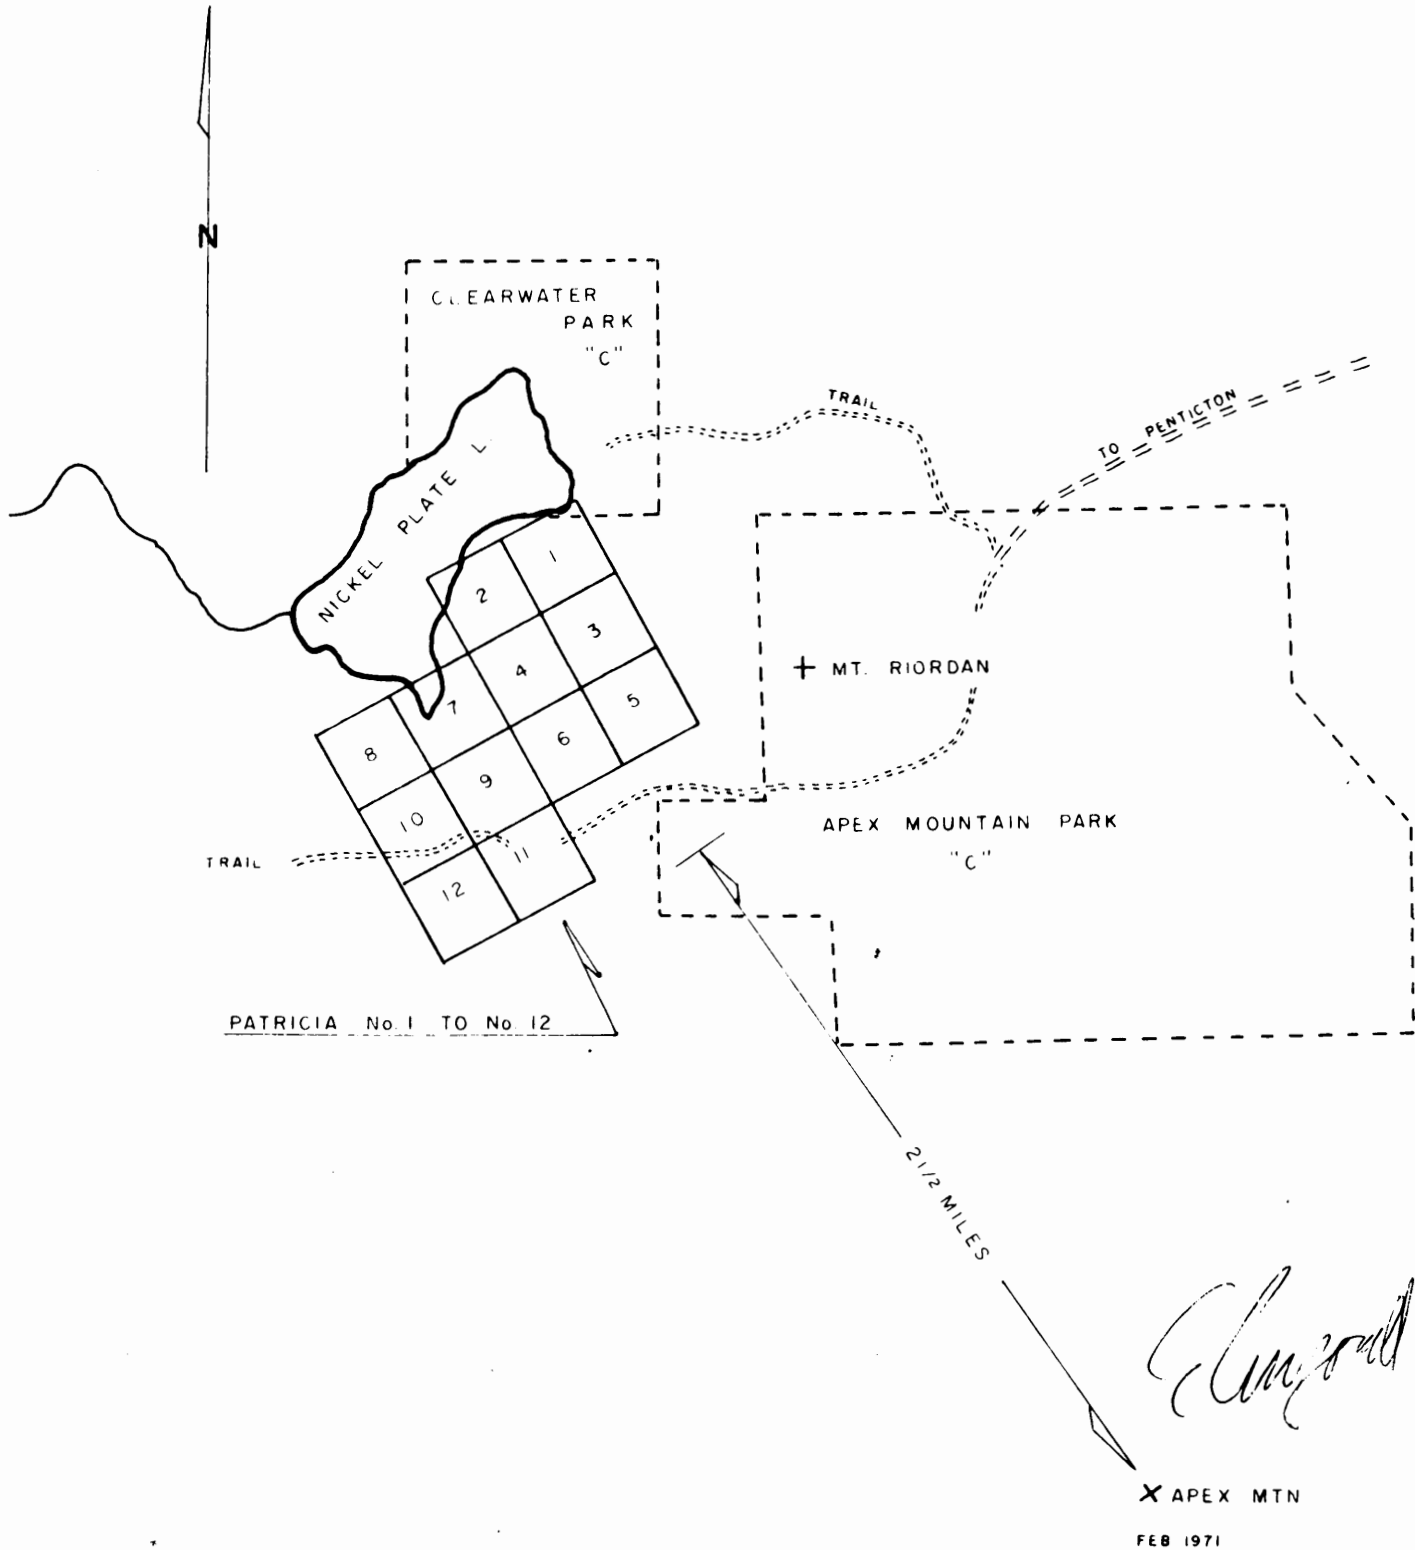 N
CLEARWATER
PARK
"C"
TRAIL
TO PENTICTON
NICKEL PLATE L.
1
2
3
4
5
6
7
8
9
10
11
12
+ MT. RIORDAN
APEX MOUNTAIN PARK
"C"
TRAIL
PATRICIA No. 1 TO No. 12
2 1/2 MILES
X APEX MTN
FEB 1971